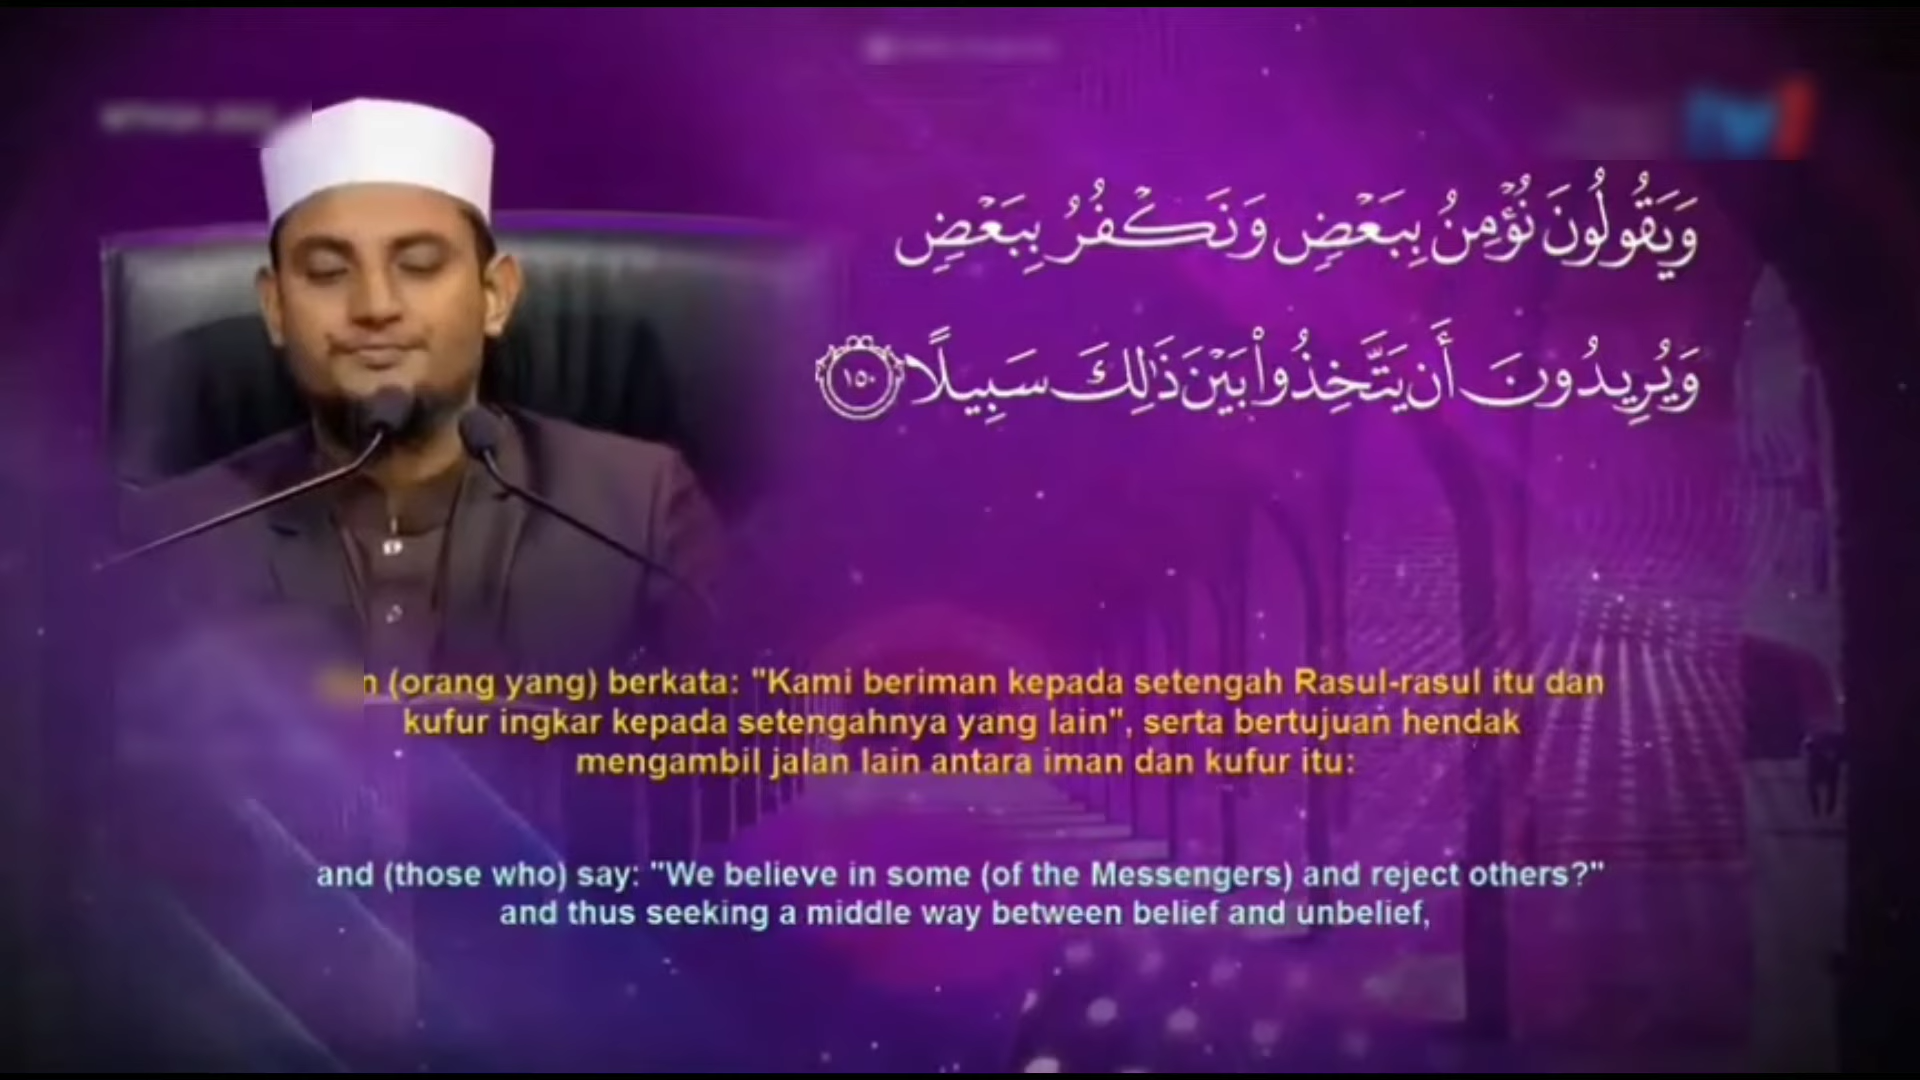 وَيَقُولُونَ نُؤْمِنُ بِبَعْضٍ وَنَكْفُرُ بِبَعْضٍ
وَيُرِيدُونَ أَن يَتَّخِذُوا۟ بَيْنَ ذَٰلِكَ سَبِيلًا ١٥٠
(orang yang) berkata: "Kami beriman kepada setengah Rasul-rasul itu dan
kufur ingkar kepada setengahnya yang lain", serta bertujuan hendak
mengambil jalan lain antara iman dan kufur itu:
and (those who) say: "We believe in some (of the Messengers) and reject others?"
and thus seeking a middle way between belief and unbelief,